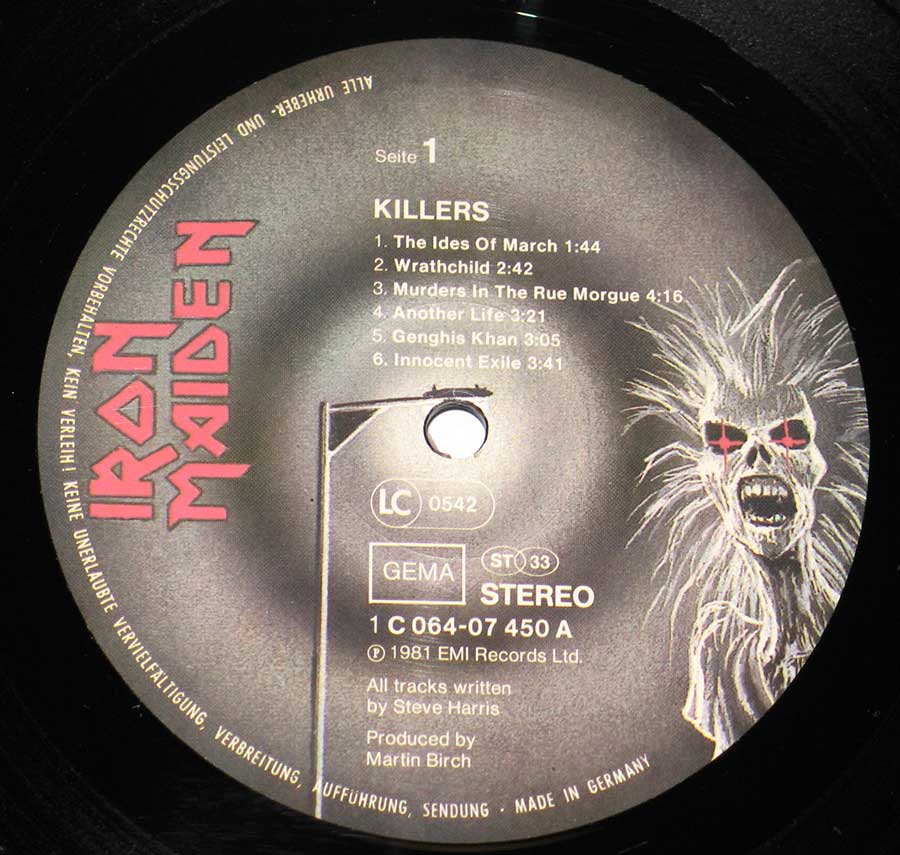 ALLE URHEBER- UND LEISTUNGSSCHUTZRECHTE VORBEHALTEN, KEIN VERLEIH! KEINE UNERLAUBTE VERVIELFÄLTIGUNG, VERBREITUNG, AUFFÜHRUNG, SENDUNG · MADE IN GERMANY
IRON
MAIDEN
Seite 1
KILLERS
1. The Ides Of March 1:44
2. Wrathchild 2:42
3. Murders In The Rue Morgue 4:16
4. Another Life 3:21
5. Genghis Khan 3:05
6. Innocent Exile 3:41
LC 0542
GEMA
ST 33
STEREO
1 C 064-07 450 A
℗ 1981 EMI Records Ltd.
All tracks written
by Steve Harris
Produced by
Martin Birch